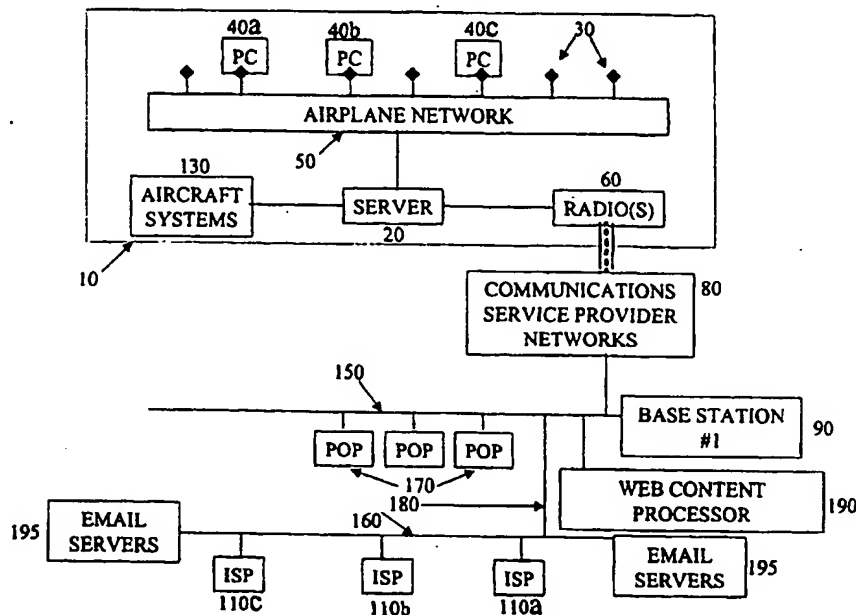 40a 40b 40c 30
PC PC PC
AIRPLANE NETWORK
50
130 60
AIRCRAFT
SYSTEMS
SERVER
RADIO(S)
20
10
COMMUNICATIONS
SERVICE PROVIDER
NETWORKS
80
150
BASE STATION
#1
90
POP POP POP
170
180
WEB CONTENT
PROCESSOR
190
160
195
EMAIL
SERVERS
EMAIL
SERVERS
195
ISP ISP ISP
110c 110b 110a